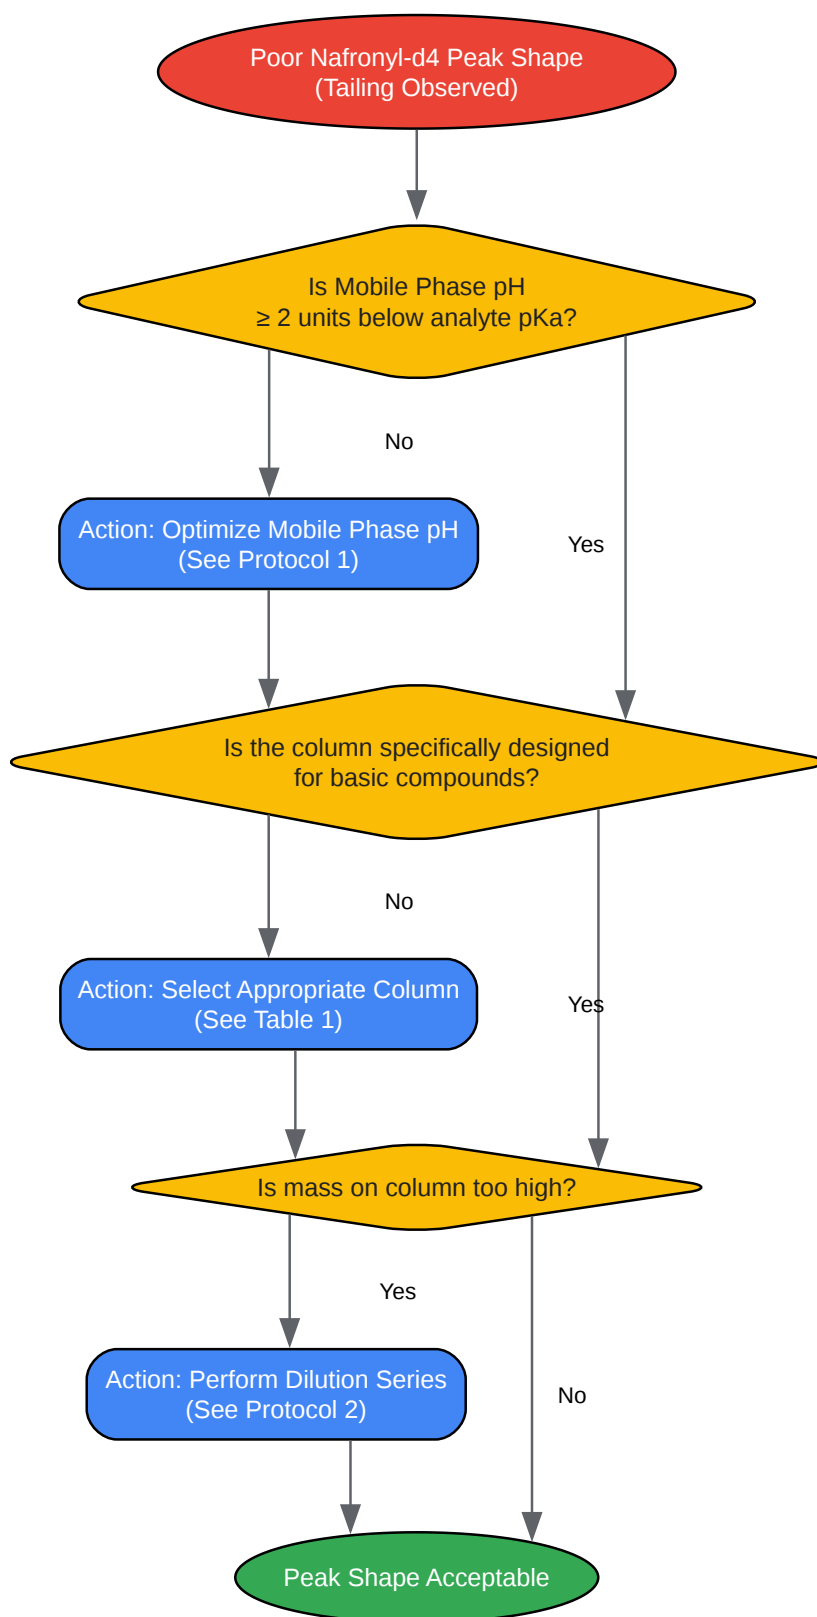 Poor Nafronyl-d4 Peak Shape
(Tailing Observed)
Is Mobile Phase pH
≥ 2 units below analyte pKa?
No
Action: Optimize Mobile Phase pH
(See Protocol 1)
Yes
Is the column specifically designed
for basic compounds?
No
Action: Select Appropriate Column
(See Table 1)
Yes
Is mass on column too high?
Yes
Action: Perform Dilution Series
(See Protocol 2)
No
Peak Shape Acceptable